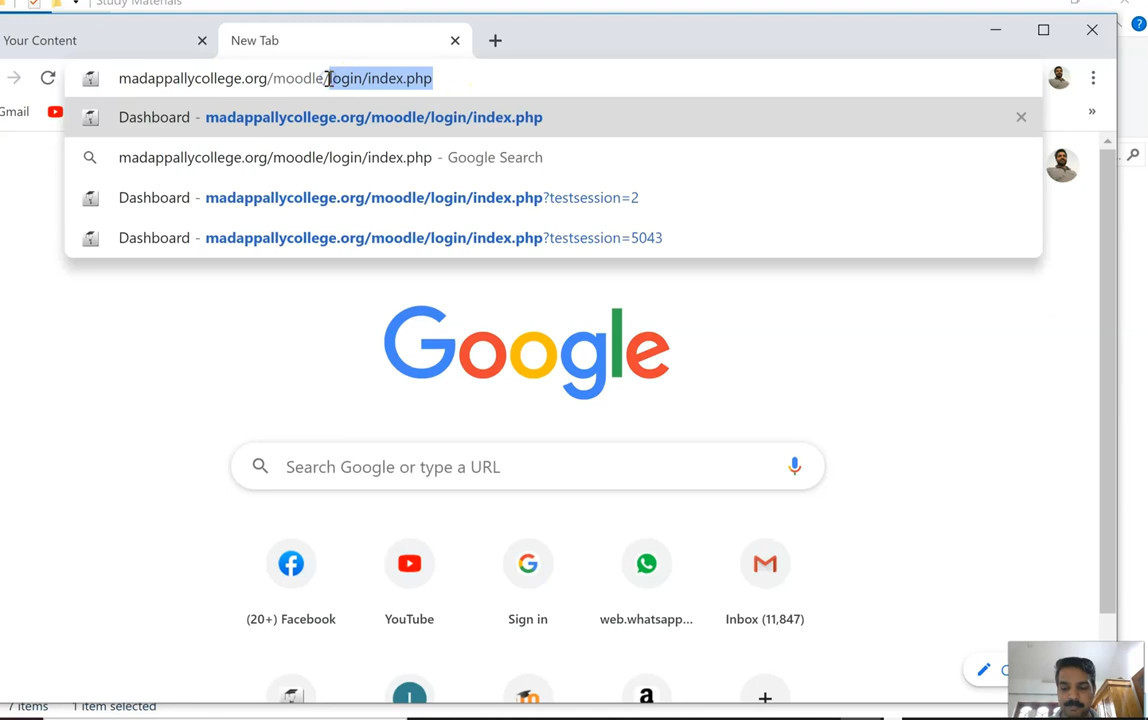 Study Materials
Your Content
New Tab
madappallycollege.org/moodle/login/index.php
Gmail
»
Dashboard - madappallycollege.org/moodle/login/index.php
madappallycollege.org/moodle/login/index.php - Google Search
Dashboard - madappallycollege.org/moodle/login/index.php?testsession=2
Dashboard - madappallycollege.org/moodle/login/index.php?testsession=5043
Google
Search Google or type a URL
(20+) Facebook
YouTube
Sign in
web.whatsapp...
Inbox (11,847)
7 items
1 item selected